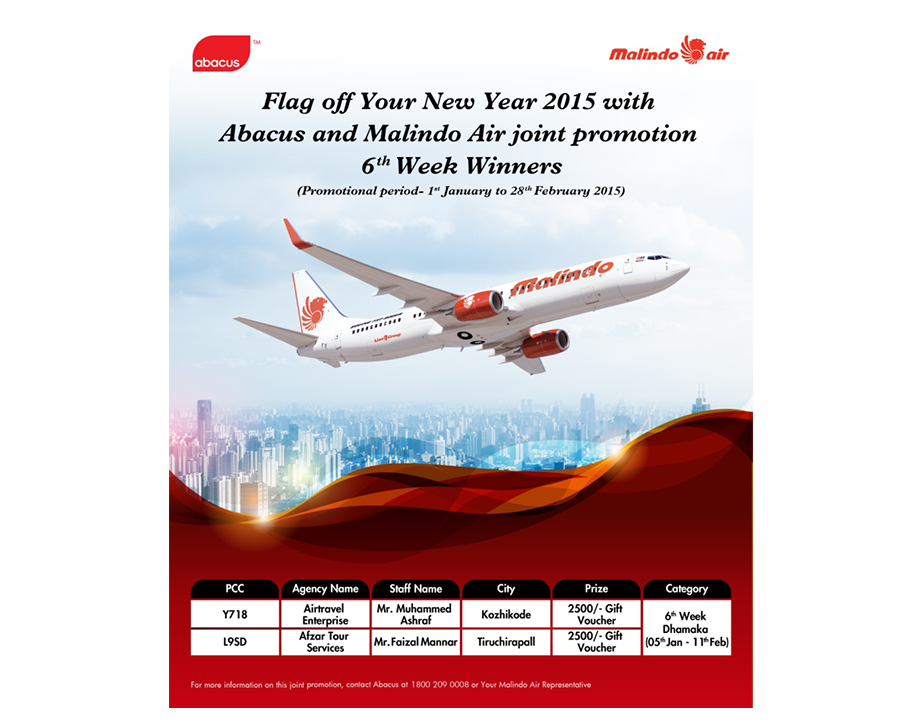 abacus TM
Malindo air
Flag off Your New Year 2015 with
Abacus and Malindo Air joint promotion
6th Week Winners
(Promotional period- 1st January to 28th February 2015)
Malindo
Lion Group
PCC Agency Name Staff Name City Prize Category
Y718 Airtravel Enterprise Mr. Muhammed Ashraf Kozhikode 2500/- Gift Voucher 6th Week Dhamaka (05th Jan - 11th Feb)
L9SD Afzar Tour Services Mr.Faizal Mannar Tiruchirapall 2500/- Gift Voucher
For more information on this joint promotion, contact Abacus at 1800 209 0008 or Your Malindo Air Representative